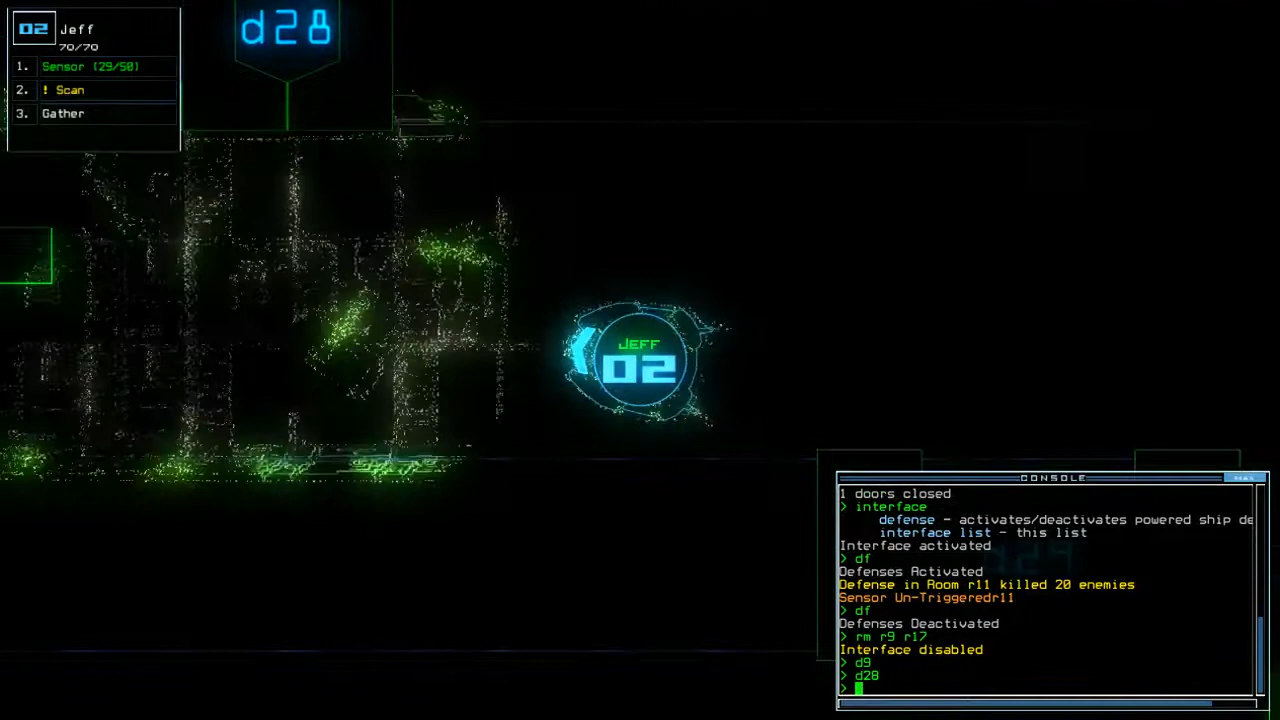 02 Jeff
70/70
1. Sensor (29/50)
2. ! Scan
3. Gather
d28
JEFF
02
CONSOLE
1 doors closed
> interface
defense - activates/deactivates powered ship de
interface list - this list
Interface activated
> df
Defenses Activated
Defense in Room r11 killed 20 enemies
Sensor Un-Triggeredr11
> df
Defenses Deactivated
> rm r9 r17
Interface disabled
> d9
> d28
>